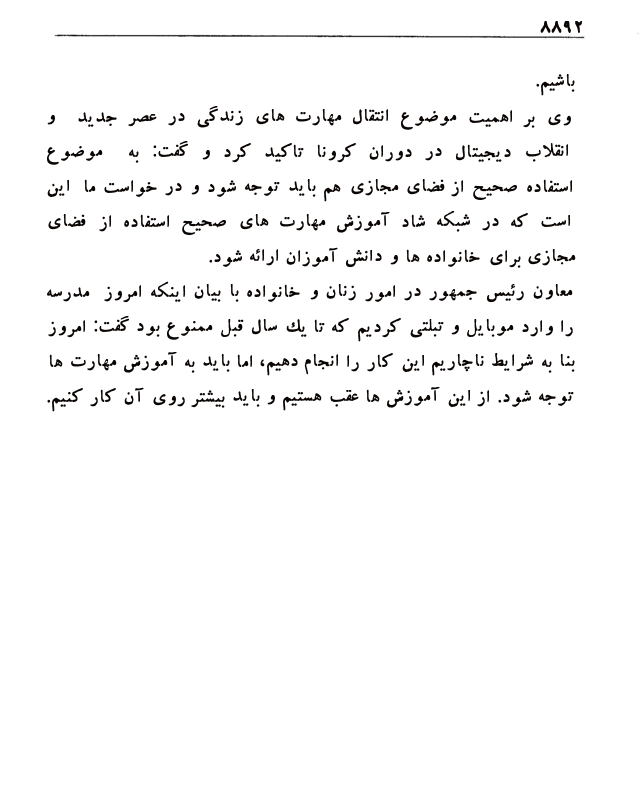 ۸۸۹۲
باشیم.
وی بر اهمیت موضوع انتقال مهارت های زندگی در عصر جدید و
انقلاب دیجیتال در دوران کرونا تاکید کرد و گفت: به موضوع
استفاده صحیح از فضای مجازی هم باید توجه شود و در خواست ما این
است که در شبکه شاد آموزش مهارت های صحیح استفاده از فضای
مجازی برای خانواده ها و دانش آموزان ارائه شود.
معاون رئیس جمهور در امور زنان و خانواده با بیان اینکه امروز مدرسه
را وارد موبایل و تبلتی کردیم که تا یك سال قبل ممنوع بود گفت: امروز
بنا به شرایط ناچاریم این کار را انجام دهیم، اما باید به آموزش مهارت ها
توجه شود. از این آموزش ها عقب هستیم و باید بیشتر روی آن کار کنیم.